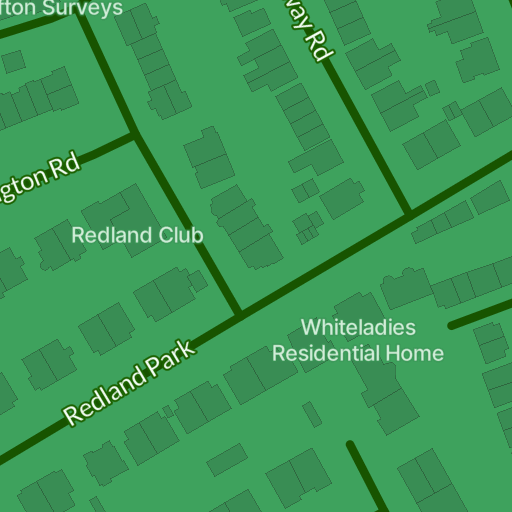 fton Surveys
way Rd
gton Rd
Redland Club
Whiteladies
Residential Home
Redland Park